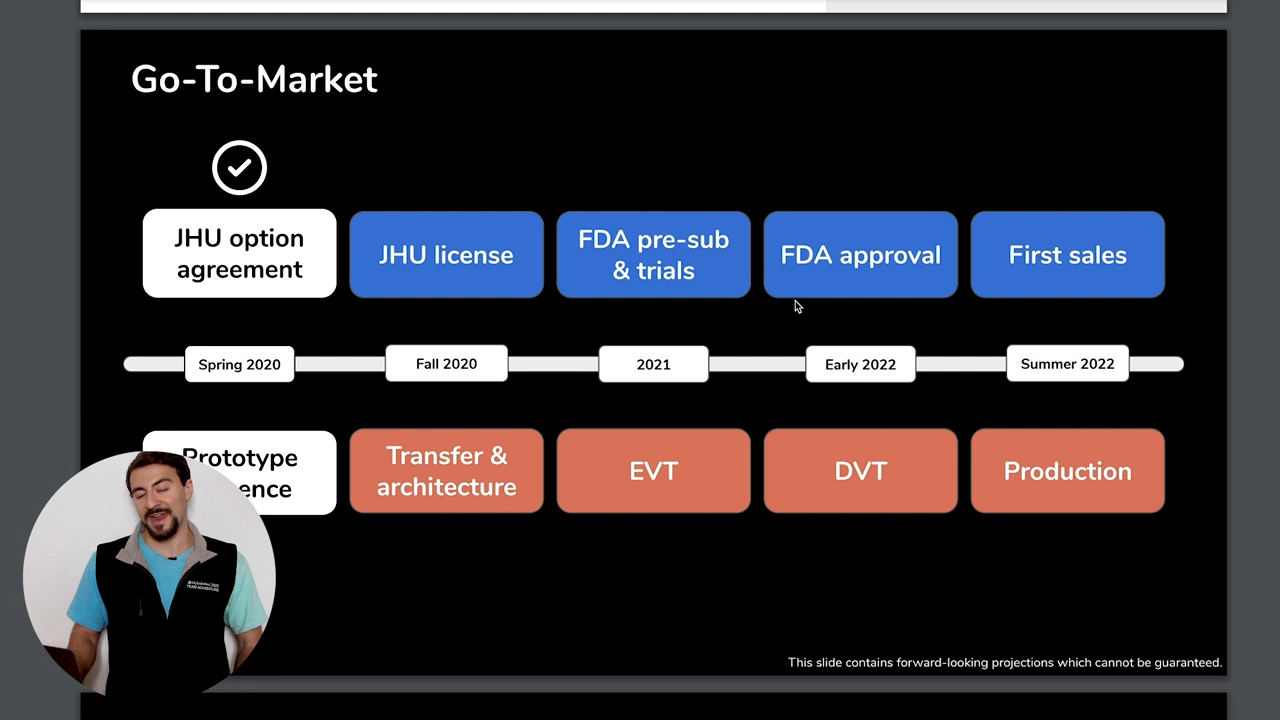 Go-To-Market
JHU option
agreement
JHU license
FDA pre-sub
& trials
FDA approval
First sales
Spring 2020
Fall 2020
2021
Early 2022
Summer 2022
Prototype
Transfer &
architecture
EVT
DVT
Production
TEAM ADVENTURE
This slide contains forward-looking projections which cannot be guaranteed.